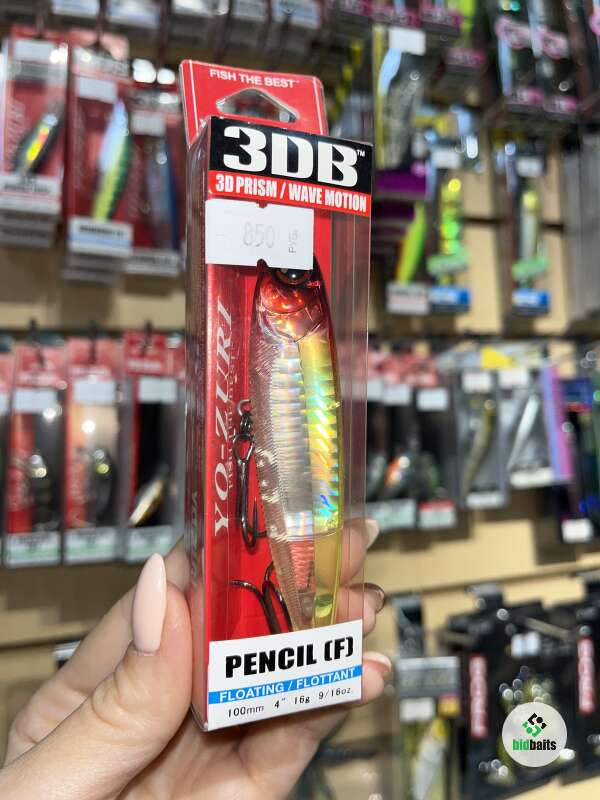 FISH THE BEST™
3DB™
3D PRISM / WAVE MOTION
850 руб.
YO-ZURI
PENCIL (F)
FLOATING / FLOTTANT
100mm 4" 16g 9/16oz.
bidbaits